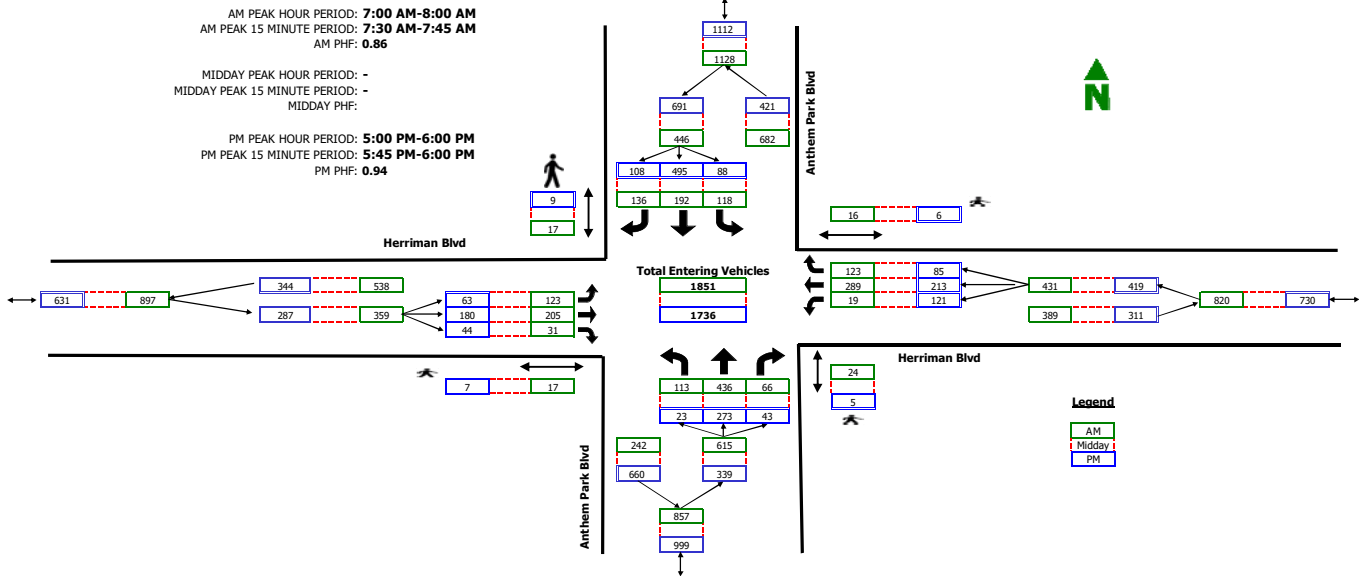 AM PEAK HOUR PERIOD: 7:00 AM-8:00 AM
AM PEAK 15 MINUTE PERIOD: 7:30 AM-7:45 AM
AM PHF: 0.86
MIDDAY PEAK HOUR PERIOD: -
MIDDAY PEAK 15 MINUTE PERIOD: -
MIDDAY PHF:
PM PEAK HOUR PERIOD: 5:00 PM-6:00 PM
PM PEAK 15 MINUTE PERIOD: 5:45 PM-6:00 PM
PM PHF: 0.94
1112
1128
691 421
446 682
108 495 88
136 192 118
Anthem Park Blvd
N
9
17
16 6
Herriman Blvd
Total Entering Vehicles
1851
1736
344 538
631 897
287 359
63 123
180 205
44 31
123 85
289 213
19 121
431 419
820 730
389 311
Herriman Blvd
7 17
113 436 66
23 273 43
24
5
242 615
660 339
Anthem Park Blvd
857
999
Legend
AM
Midday
PM